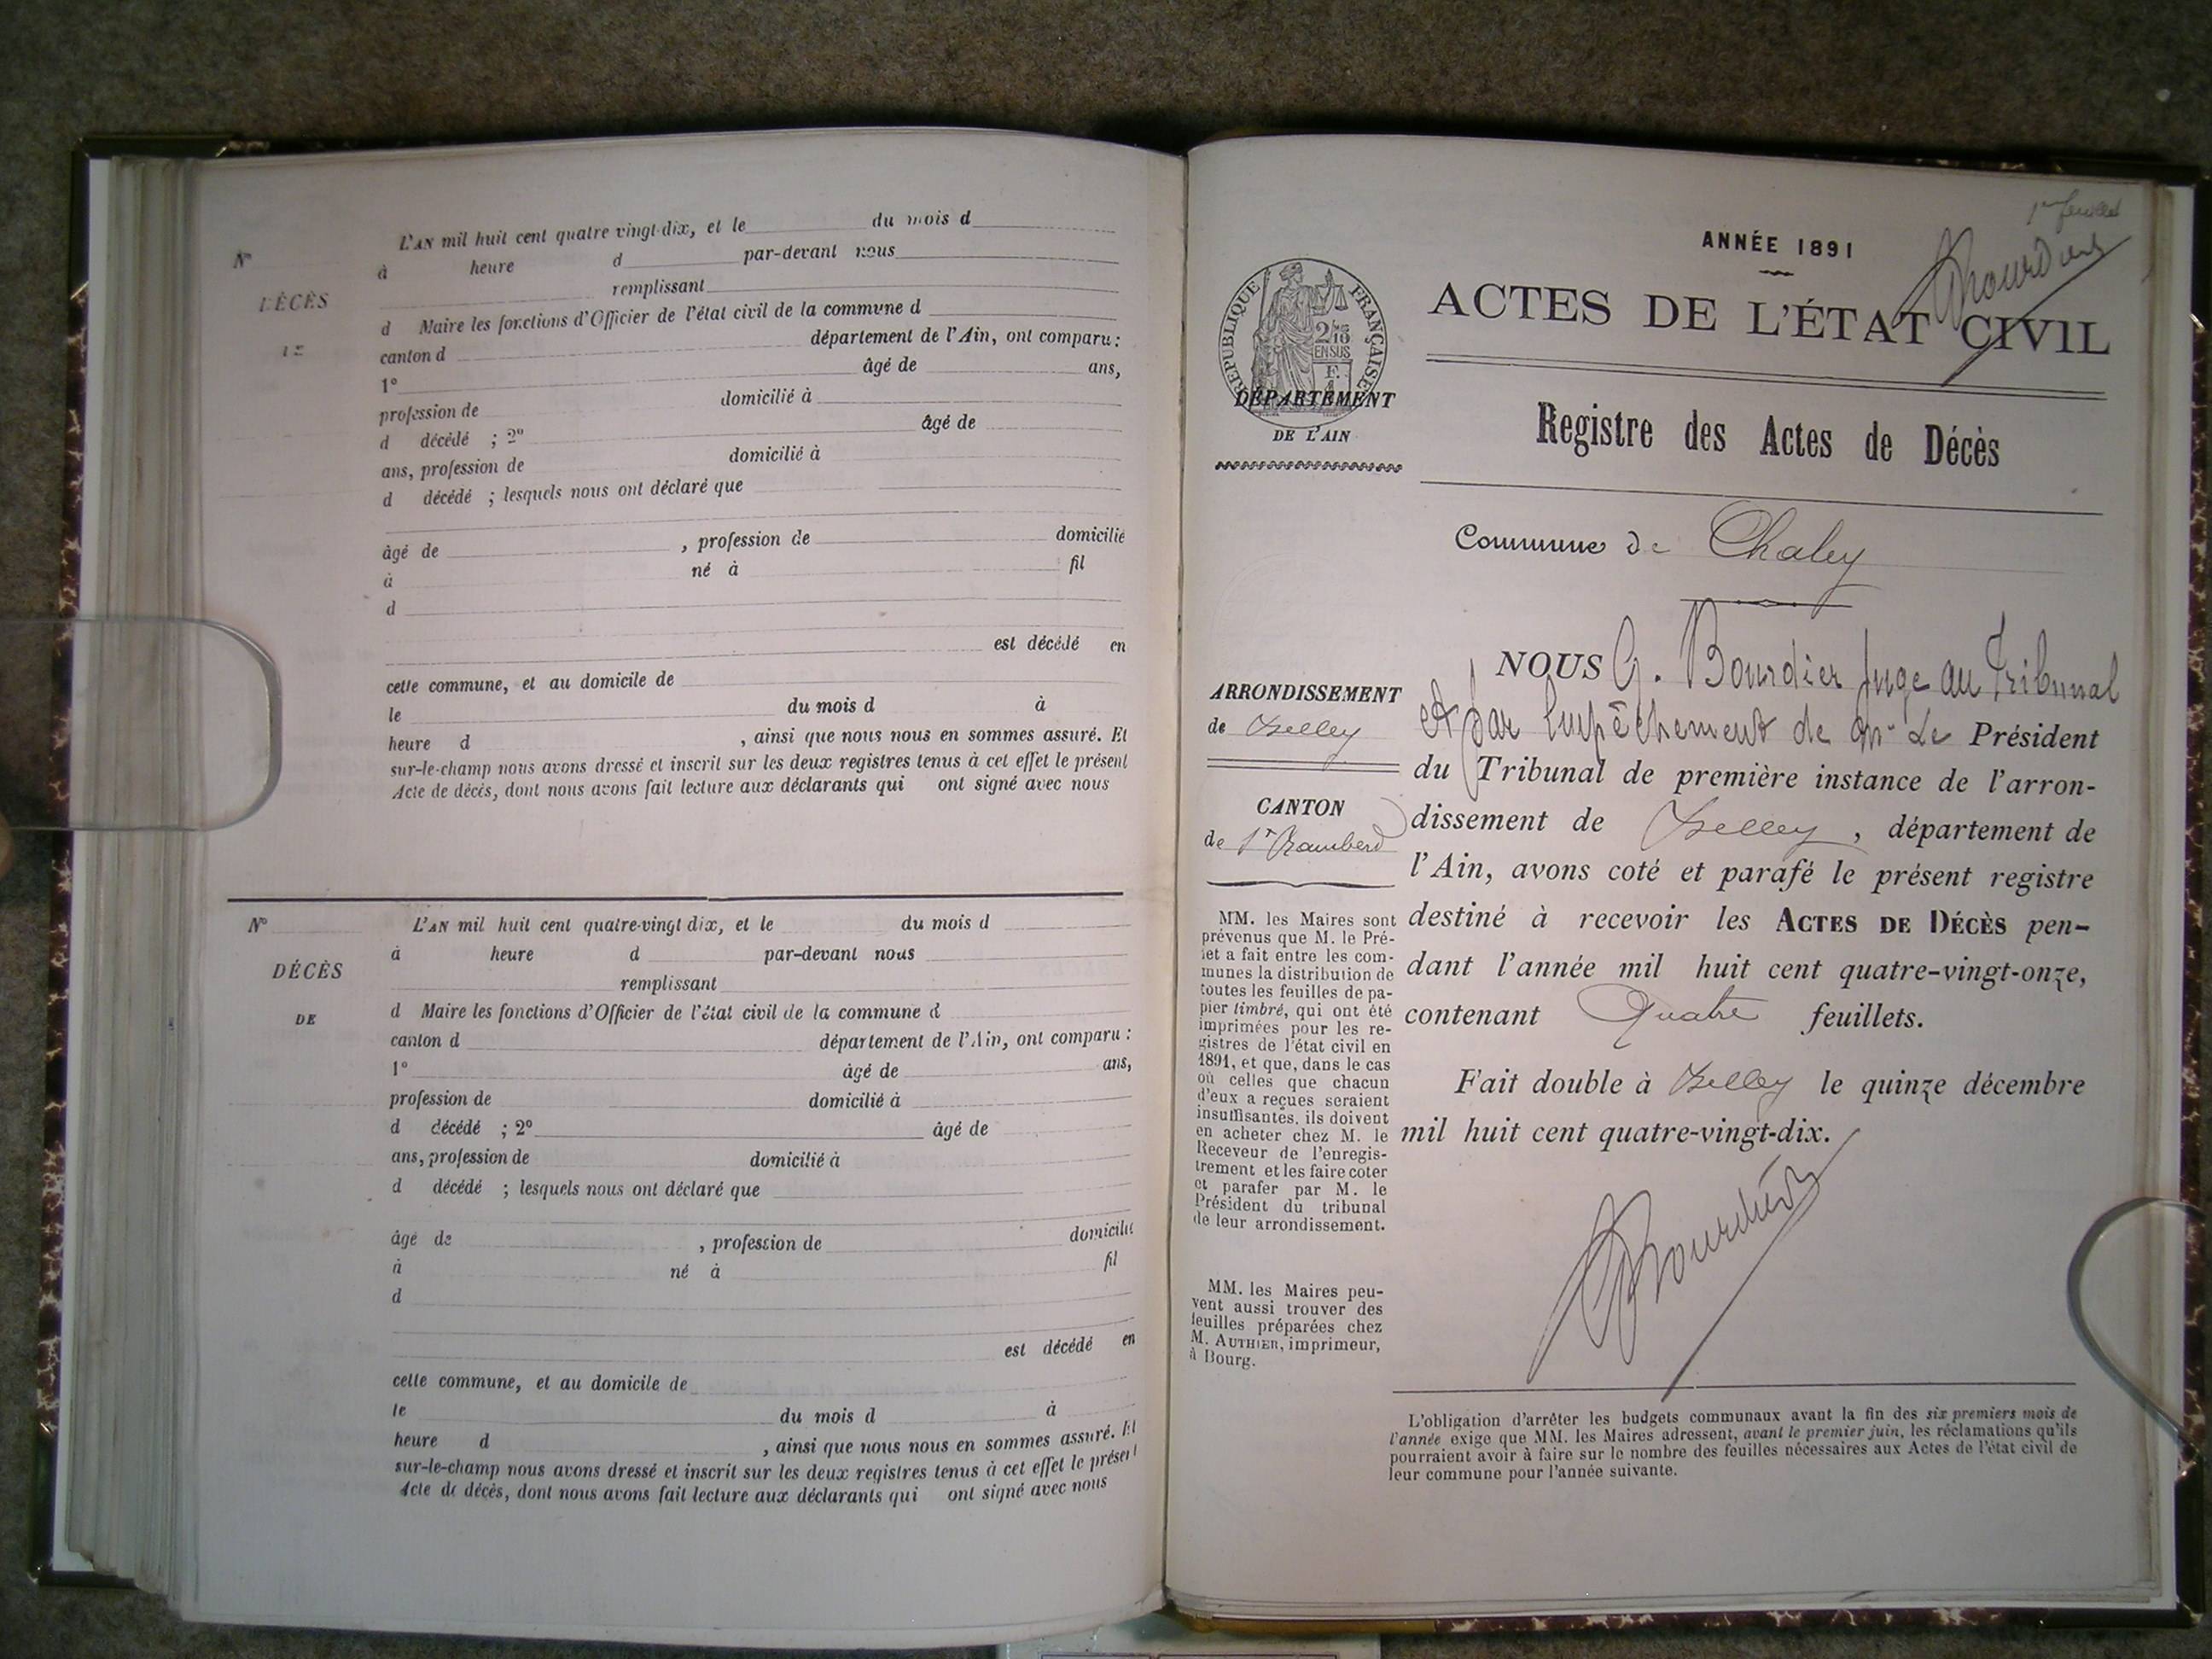 N°
DÉCÈS
DE
L'AN mil huit cent quatre vingt-dix, et le du mois d
à heure d par-devant nous
remplissant
d Maire les fonctions d'Officier de l'état civil de la commune d
canton d département de l'Ain, ont comparu :
1° âgé de ans,
profession de domicilié à
d décédé ; 2° âgé de
ans, profession de domicilié à
d décédé ; lesquels nous ont déclaré que
âgé de , profession de domicilié
à né à fil
d
est décédé en
cette commune, et au domicile de
le du mois d à
heure d , ainsi que nous nous en sommes assuré. Et
sur-le-champ nous avons dressé et inscrit sur les deux registres tenus à cet effet le présent
Acte de décès, dont nous avons fait lecture aux déclarants qui ont signé avec nous
N°
DÉCÈS
DE
L'AN mil huit cent quatre-vingt dix, et le du mois d
à heure d par-devant nous
remplissant
d Maire les fonctions d'Officier de l'état civil de la commune d
canton d département de l'Ain, ont comparu :
1° âgé de ans,
profession de domicilié à
d décédé ; 2° âgé de
ans, profession de domicilié à
d décédé ; lesquels nous ont déclaré que
âgé de , profession de domicilié
à né à fil
d
est décédé en
cette commune, et au domicile de
le du mois d à
heure d , ainsi que nous nous en sommes assuré. Et
sur-le-champ nous avons dressé et inscrit sur les deux registres tenus à cet effet le présent
Acte de décès, dont nous avons fait lecture aux déclarants qui ont signé avec nous
1er feuillet
Bourdier
ANNÉE 1891
ACTES DE L'ÉTAT CIVIL
RÉPUBLIQUE FRANÇAISE
EN SUS
DÉPARTEMENT
DE L'AIN
Registre des Actes de Décès
Commune de Chaley
ARRONDISSEMENT
de Belley
CANTON
de St Rambert
MM. les Maires sont
prévenus que M. le Pré-
fet a fait entre les com-
munes la distribution de
toutes les feuilles de pa-
pier timbré, qui ont été
imprimées pour les re-
gistres de l'état civil en
1891, et que, dans le cas
où celles que chacun
d'eux a reçues seraient
insuffisantes, ils doivent
en acheter chez M. le
Receveur de l'enregis-
trement et les faire coter
et parafer par M. le
Président du tribunal
de leur arrondissement.
MM. les Maires peu-
vent aussi trouver des
feuilles préparées chez
M. AUTHIER, imprimeur,
à Bourg.
NOUS G. Bourdier Juge au Tribunal
et par Empêchement de Mr Le Président
du Tribunal de première instance de l'arron-
dissement de Belley, département de
l'Ain, avons coté et parafé le présent registre
destiné à recevoir les ACTES DE DÉCÈS pen-
dant l'année mil huit cent quatre-vingt-onze,
contenant Quatre feuillets.
Fait double à Belley le quinze décembre
mil huit cent quatre-vingt-dix.
Bourdier
L'obligation d'arrêter les budgets communaux avant la fin des six premiers mois de
l'année exige que MM. les Maires adressent, avant le premier juin, les réclamations qu'ils
pourraient avoir à faire sur le nombre des feuilles nécessaires aux Actes de l'état civil de
leur commune pour l'année suivante.